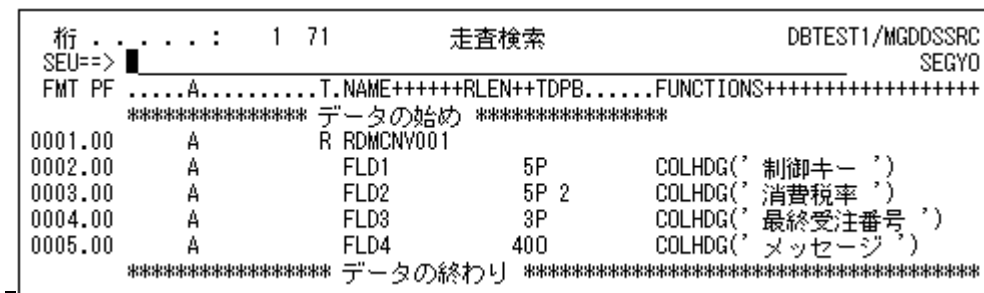 桁 . . . . . :   1  71          走査検索          DBTEST1/MGDDSSRC
SEU==>                                                  SEGYO
FMT PF .....A..........T.NAME++++++RLEN++TDPB......FUNCTIONS++++++++++++++++++
*************** データの始め ****************
0001.00     A          R RDMCNV001
0002.00     A            FLD1           5P         COLHDG(' 制御キー ')
0003.00     A            FLD2           5P 2       COLHDG(' 消費税率 ')
0004.00     A            FLD3           3P         COLHDG(' 最終受注番号 ')
0005.00     A            FLD4          40O         COLHDG(' メッセージ ')
***************** データの終わり **************************************